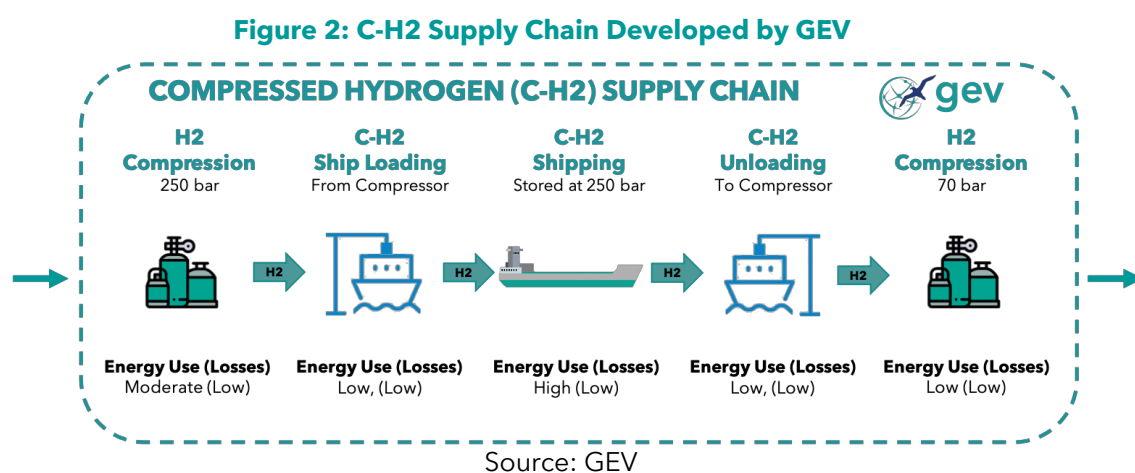 Figure 2: C-H2 Supply Chain Developed by GEV
COMPRESSED HYDROGEN (C-H2) SUPPLY CHAIN
gev
H2
Compression
250 bar
C-H2
Ship Loading
From Compressor
C-H2
Shipping
Stored at 250 bar
C-H2
Unloading
To Compressor
H2
Compression
70 bar
H2
H2
H2
H2
Energy Use (Losses)
Moderate (Low)
Energy Use (Losses)
Low, (Low)
Energy Use (Losses)
High (Low)
Energy Use (Losses)
Low, (Low)
Energy Use (Losses)
Low (Low)
Source: GEV